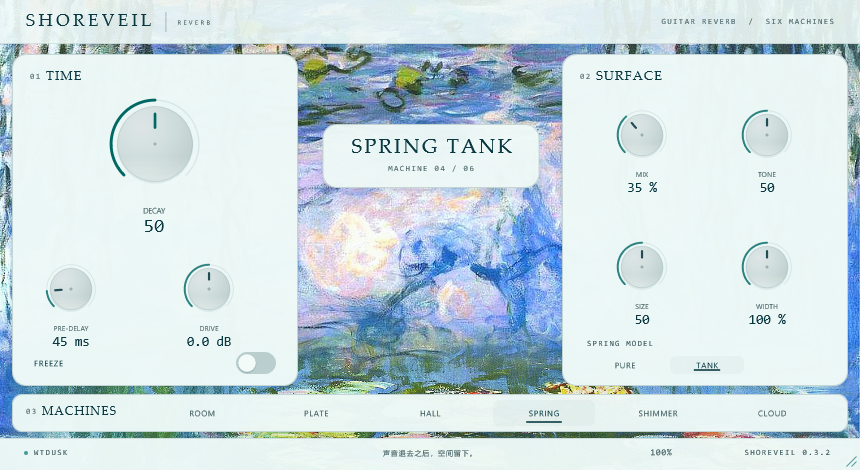 SHOREVEIL
REVERB
GUITAR REVERB / SIX MACHINES
01 TIME
DECAY
50
PRE-DELAY
45 ms
DRIVE
0.0 dB
FREEZE
SPRING TANK
MACHINE 04 / 06
02 SURFACE
MIX
35 %
TONE
50
SIZE
50
WIDTH
100 %
SPRING MODEL
PURE
TANK
03 MACHINES
ROOM
PLATE
HALL
SPRING
SHIMMER
CLOUD
WTDUSK
声音退去之后，空间留下。
100%
SHOREVEIL 0.3.2